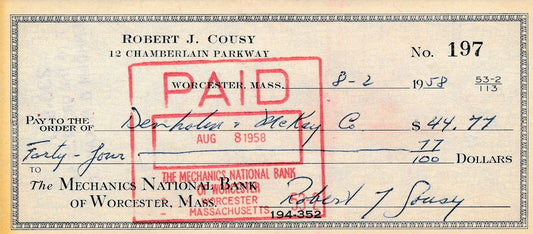 ROBERT J. COUSY
12 CHAMBERLAIN PARKWAY
No. 197
WORCESTER, MASS. 8-2 1958
53-2
113
PAID
PAY TO THE
ORDER OF Denholm & McKay Co $ 44.77
AUG 8 1958
Forty-four 77
100 DOLLARS
TO
THE MECHANICS NATIONAL BANK
OF WORCESTER
WORCESTER 53-2
MASSACHUSETTS
The MECHANICS NATIONAL BANK
OF WORCESTER, MASS.
Robert J Cousy
194-352